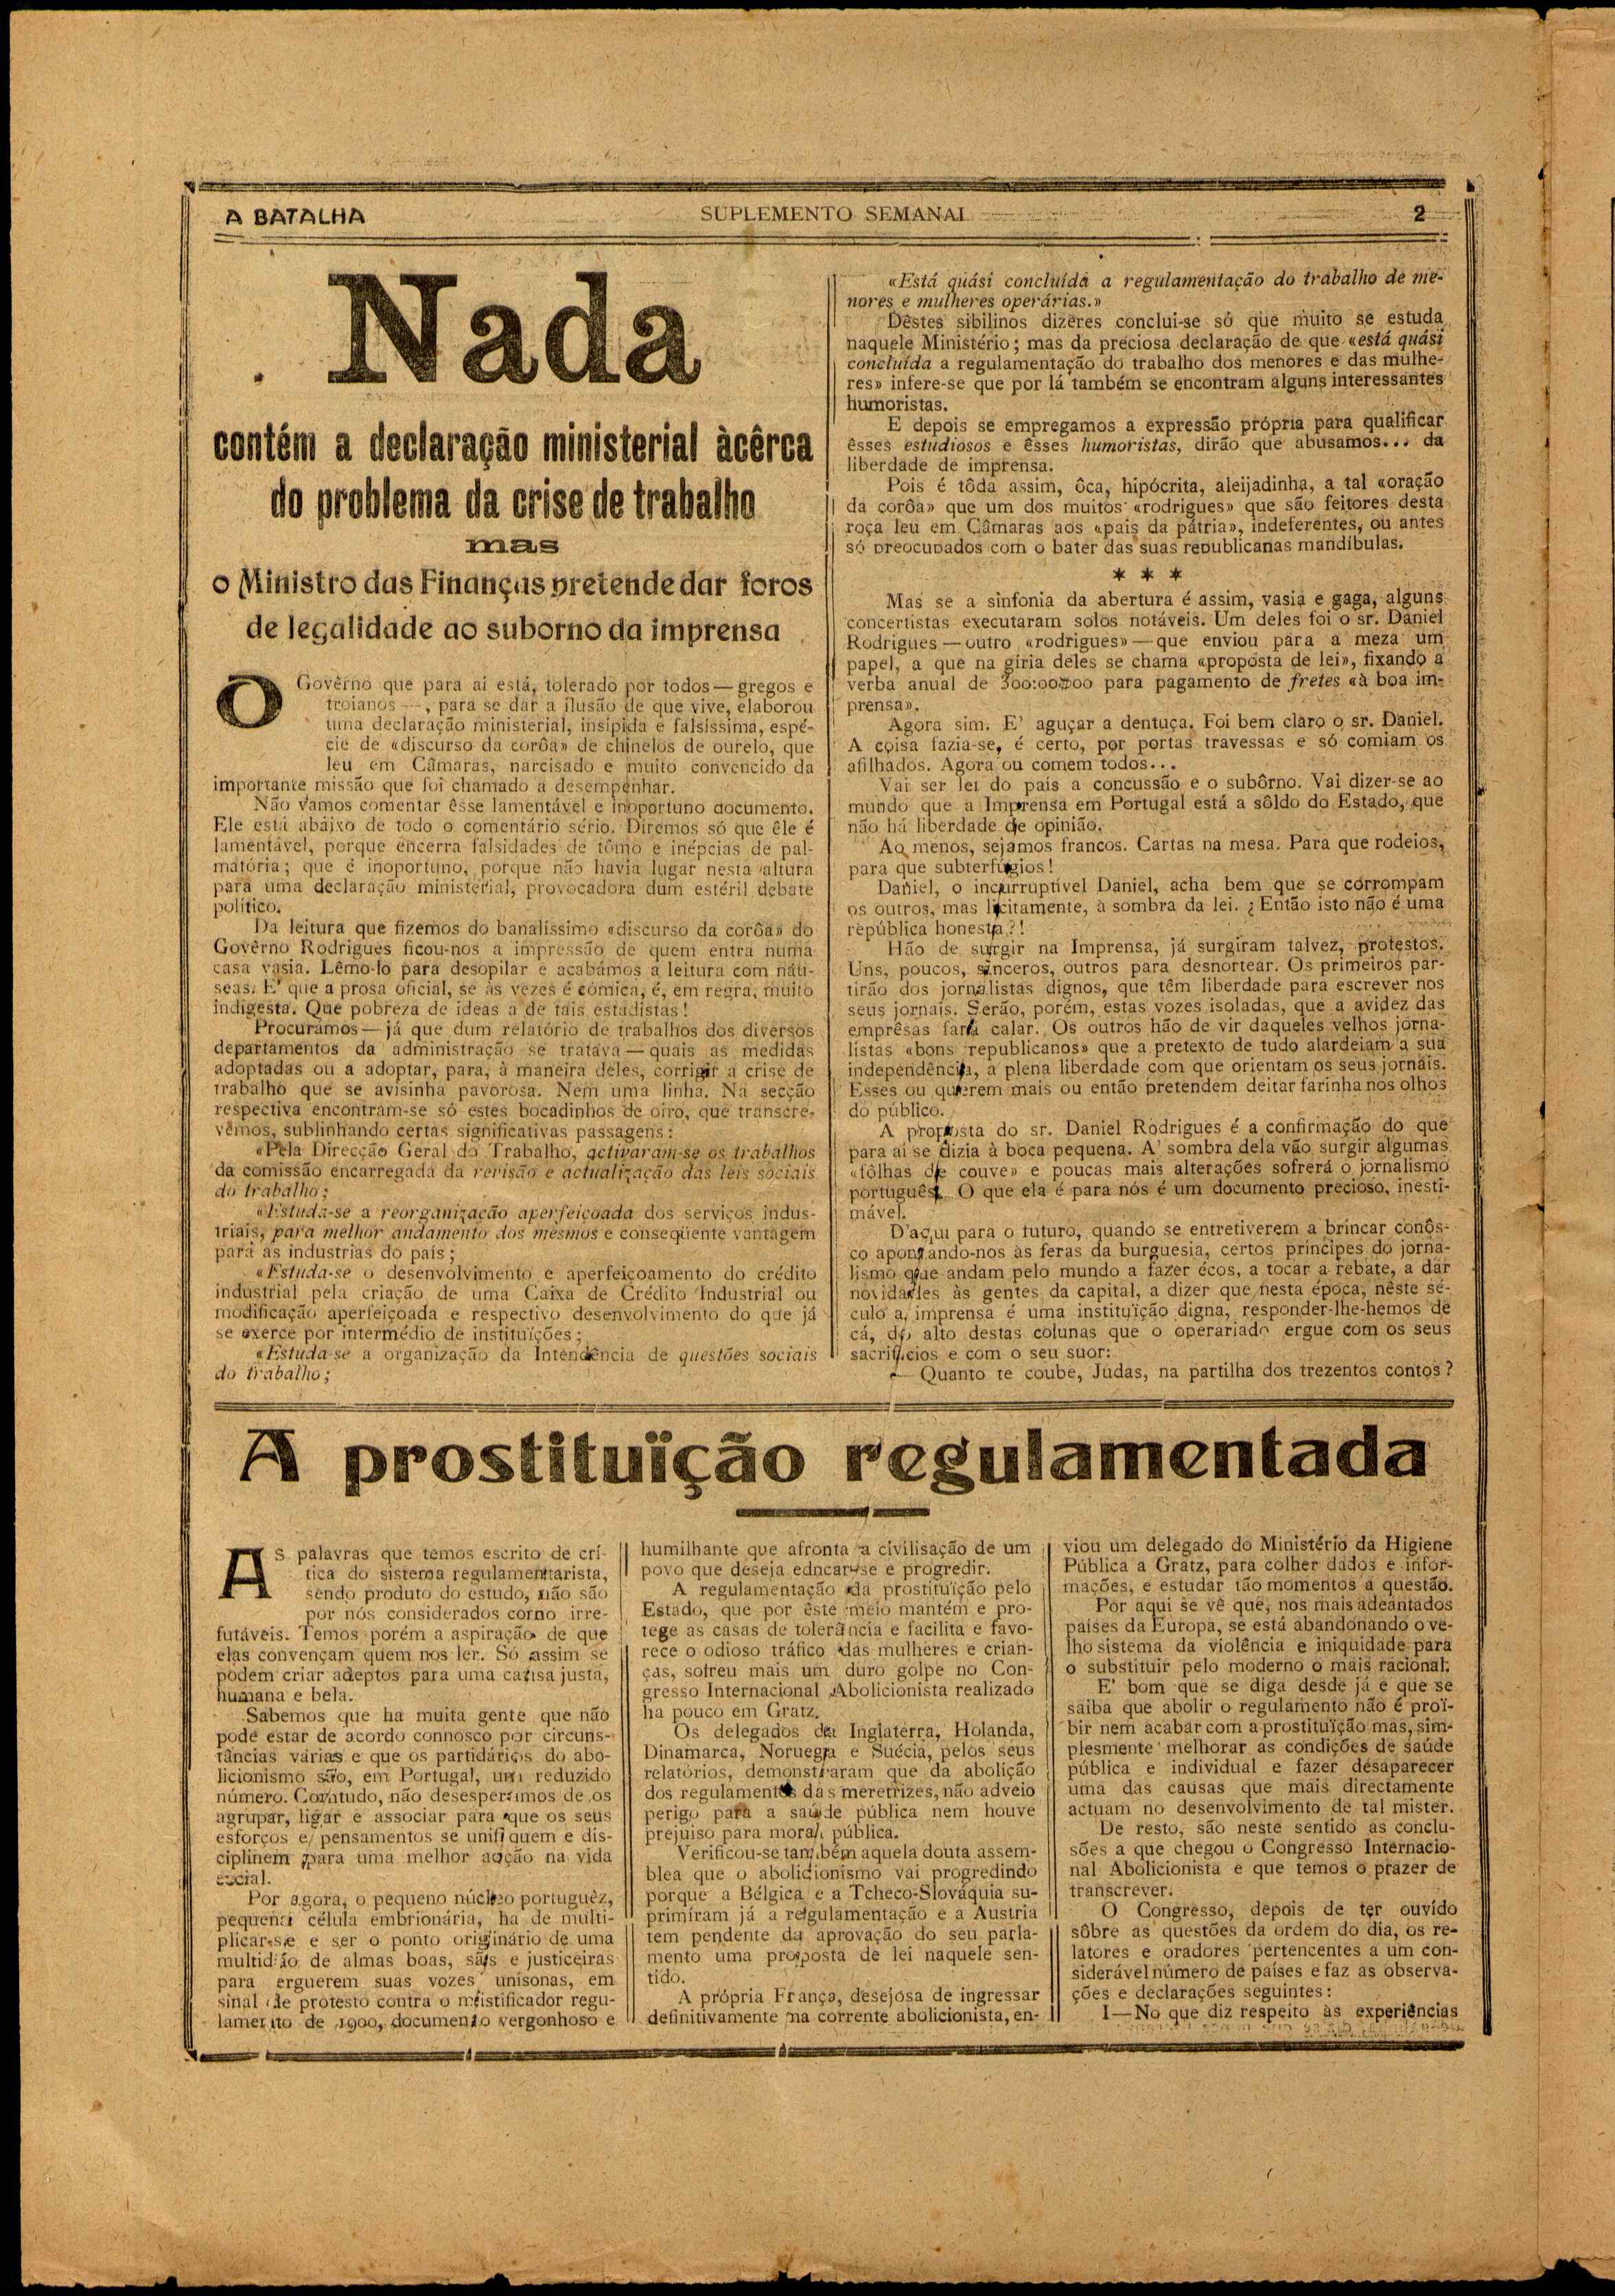 A BATALHA
SUPLEMENTO SEMANAL
2
Nada
contém a declaração ministerial àcêrca
do problema da crise de trabalho
mas
o Ministro das Finanças pretende dar foros
de legalidade ao suborno da imprensa
O Govêrno que para aí está, tolerado por todos — gregos e
troianos —, para se dar a ilusão de que vive, elaborou
uma declaração ministerial, insípida e falsíssima, espé-
cie de «discurso da corôa» de chinelos de ourelo, que
leu em Câmaras, narcisado e muito convencido da
importante missão que foi chamado a desempenhar.
Não vamos comentar êsse lamentável e inoportuno documento.
Ele está abáixo de todo o comentário sério. Diremos só que êle é
lamentável, porque encerra falsidades de tômo e inépcias de pal-
matória; que é inoportuno, porque não havia lugar nesta altura
para uma declaração ministerial, provocadora dum estéril debate
político.
Da leitura que fizemos do banalíssimo «discurso da corôa» do
Govêrno Rodrigues ficou-nos a impressão de quem entra numa
casa vasia. Lêmo-lo para desopilar e acabámos a leitura com náu-
seas. E' que a prosa oficial, se às vezes é cómica, é, em regra, muito
indigesta. Que pobreza de ideas a de tais estadistas!
Procurámos — já que dum relatório de trabalhos dos diversos
departamentos da administração se tratava — quais as medidas
adoptadas ou a adoptar, para, à maneira deles, corrigir a crise de
trabalho que se avisinha pavorosa. Nem uma linha. Na secção
respectiva encontram-se só estes bocadinhos de oiro, que transcre-
vêmos, sublinhando certas significativas passagens:
«Pela Direcção Geral do Trabalho, activaram-se os trabalhos
da comissão encarregada da revisão e actualização das leis sociais
do trabalho;
«Estuda-se a reorganização aperfeiçoada dos serviços indus-
triais, para melhor andamento dos mesmos e conseqüente vantagem
para as industrias do país;
«Estuda-se o desenvolvimento e aperfeiçoamento do crédito
industrial pela criação de uma Caixa de Crédito Industrial ou
modificação aperfeiçoada e respectivo desenvolvimento do que já
se exerce por intermédio de instituïções;
«Estuda-se a organização da Intendência de questões sociais
do trabalho;
«Está quási concluída a regulamentação do trabalho de me-
nores e mulheres operárias.»
Dêstes sibilinos dizeres conclui-se só que muito se estuda
naquele Ministério; mas da preciosa declaração de que «está quási
concluída a regulamentação do trabalho dos menores e das mulhe-
res» infere-se que por lá também se encontram alguns interessantes
humoristas.
E depois se empregamos a expressão própria para qualificar
êsses estudiosos e êsses humoristas, dirão que abusamos... da
liberdade de imprensa.
Pois é tôda assim, ôca, hipócrita, aleijadinha, a tal «oração
da corôa» que um dos muitos «rodrigues» que são feitores desta
roça leu em Câmaras aos «pais da pátria», indeferentes, ou antes
só preocupados com o bater das suas republicanas mandíbulas.
* * *
Mas se a sinfonia da abertura é assim, vasia e gaga, alguns
concertistas executaram solos notáveis. Um deles foi o sr. Daniel
Rodrigues — outro «rodrigues» — que enviou para a meza um
papel, a que na gíria deles se chama «proposta de lei», fixando a
verba anual de 300:00$00 para pagamento de fretes «à boa im-
prensa».
Agora sim. E' aguçar a dentuça. Foi bem claro o sr. Daniel.
A coisa fazia-se, é certo, por portas travessas e só comiam os
afilhados. Agora ou comem todos...
Vai ser lei do país a concussão e o subôrno. Vai dizer-se ao
mundo que a Imprensa em Portugal está a sôldo do Estado, que
não há liberdade de opinião.
Ao menos, sejamos francos. Cartas na mesa. Para que rodeios,
para que subterfúgios!
Daniel, o incurruptível Daniel, acha bem que se corrompam
os outros, mas licitamente, à sombra da lei. ¿Então isto não é uma
república honesta?!
Hão de surgir na Imprensa, já surgiram talvez, protestos.
Uns, poucos, sinceros, outros para desnortear. Os primeiros par-
tirão dos jornalistas dignos, que têm liberdade para escrever nos
seus jornais. Serão, porém, estas vozes isoladas, que a avidez das
emprêsas fará calar. Os outros hão de vir daqueles velhos jorna-
listas «bons republicanos» que a pretexto de tudo alardeiam a sua
independência, a plena liberdade com que orientam os seus jornais.
Esses ou querem mais ou então pretendem deitar farinha nos olhos
do público.
A proposta do sr. Daniel Rodrigues é a confirmação do que
para aí se dizia à boca pequena. A' sombra dela vão surgir algumas
«fôlhas de couve» e poucas mais alterações sofrerá o jornalismo
português. O que ela é para nós é um documento precioso, inesti-
mável.
D'aqui para o futuro, quando se entretiverem a brincar conôs-
co apontando-nos às feras da burguesia, certos príncipes do jorna-
lismo que andam pelo mundo a fazer écos, a tocar a rebate, a dar
novidades às gentes da capital, a dizer que nesta época, nêste sé-
culo a imprensa é uma instituïção digna, responder-lhe-hemos de
cá, do alto destas colunas que o operariado ergue com os seus
sacrifícios e com o seu suor:
— Quanto te coube, Judas, na partilha dos trezentos contos?
A prostituïção regulamentada
As palavras que temos escrito de crí-
tica do sistema regulamentarista,
sendo produto do estudo, não são
por nós considerados como irre-
futáveis. Temos porém a aspiração de que
elas convençam quem nos ler. Só assim se
podem criar adeptos para uma causa justa,
humana e bela.
Sabemos que ha muita gente que não
pode estar de acordo connosco por circuns-
tâncias várias e que os partidários do abo-
licionismo são, em Portugal, um reduzido
número. Contudo, não desesperamos de os
agrupar, ligar e associar para que os seus
esforços e pensamentos se unifiquem e dis-
ciplinem para uma melhor acção na vida
social.
Por agora, o pequeno núcleo português,
pequena célula embrionária, ha de multi-
plicar-se e ser o ponto originário de uma
multidão de almas boas, sãs e justiceiras
para erguerem suas vozes unísonas, em
sinal de protesto contra o mistificador regu-
lamento de 1900, documento vergonhoso e
humilhante que afronta a civilisação de um
povo que deseja educar-se e progredir.
A regulamentação da prostituïção pelo
Estado, que por êste meio mantém e pro-
tege as casas de tolerância e facilita e favo-
rece o odioso tráfico das mulheres e crian-
ças, sofreu mais um duro golpe no Con-
gresso Internacional Abolicionista realizado
ha pouco em Gratz.
Os delegados da Inglaterra, Holanda,
Dinamarca, Noruega e Suécia, pelos seus
relatórios, demonstraram que da abolição
dos regulamentos das meretrizes, não adveio
perigo para a saúde pública nem houve
prejuiso para moral pública.
Verificou-se também aquela douta assem-
blea que o abolicionismo vai progredindo
porque a Bélgica e a Tcheco-Slováquia su-
primiram já a regulamentação e a Austria
tem pendente da aprovação do seu parla-
mento uma proposta de lei naquele sen-
tido.
A própria França, desejosa de ingressar
definitivamente na corrente abolicionista, en-
viou um delegado do Ministério da Higiene
Pública a Gratz, para colher dados e infor-
mações, e estudar tão momentos a questão.
Por aqui se vê que, nos mais adeantados
países da Europa, se está abandonando o ve-
lho sistema da violência e iniquidade para
o substituir pelo moderno o mais racional.
E' bom que se diga desde já e que se
saiba que abolir o regulamento não é proï-
bir nem acabar com a prostituïção mas, sim-
plesmente melhorar as condições de saúde
pública e individual e fazer desaparecer
uma das causas que mais directamente
actuam no desenvolvimento de tal mister.
De resto, são neste sentido as conclu-
sões a que chegou o Congresso Internacio-
nal Abolicionista e que temos o prazer de
transcrever.
O Congresso, depois de ter ouvido
sôbre as questões da ordem do dia, os re-
latores e oradores pertencentes a um con-
siderável número de países e faz as observa-
ções e declarações seguintes:
I—No que diz respeito às experiências